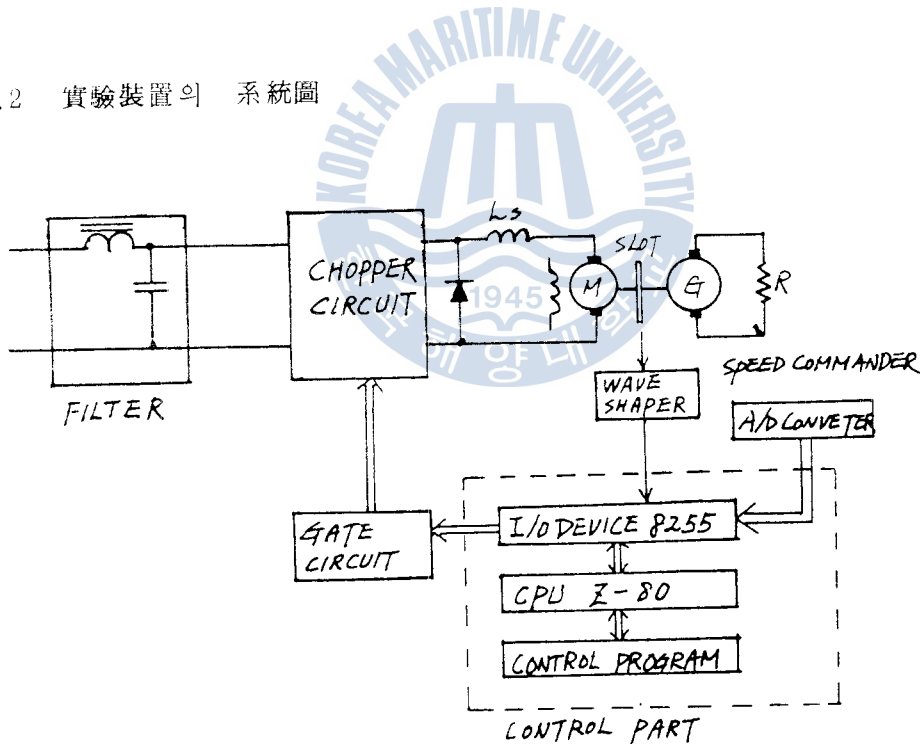 .2 實驗裝置의 系統圖
KOREA MARITIME UNIVERSITY
1945
Ls
SLOT
CHOPPER
CIRCUIT
M
G
R
FILTER
WAVE
SHAPER
SPEED COMMANDER
A/D CONVETER
GATE
CIRCUIT
I/O DEVICE 8255
CPU Z-80
CONTROL PROGRAM
CONTROL PART